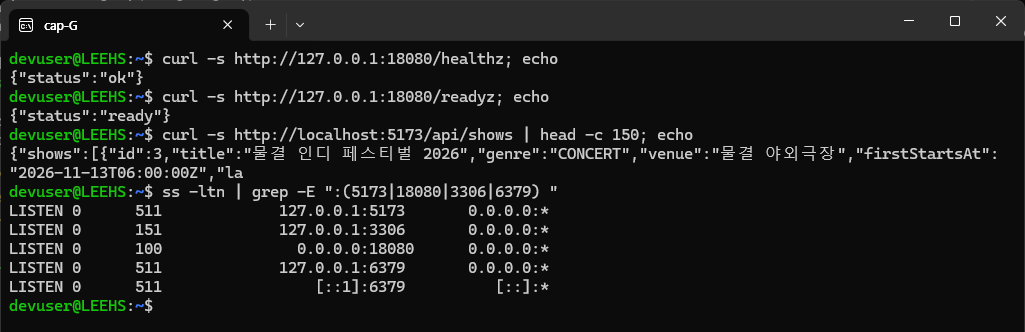 cap-G
devuser@LEEHS:~$ curl -s http://127.0.0.1:18080/healthz; echo
{"status":"ok"}
devuser@LEEHS:~$ curl -s http://127.0.0.1:18080/readyz; echo
{"status":"ready"}
devuser@LEEHS:~$ curl -s http://localhost:5173/api/shows | head -c 150; echo
{"shows":[{"id":3,"title":"물결 인디 페스티벌 2026","genre":"CONCERT","venue":"물결 야외극장","firstStartsAt":
"2026-11-13T06:00:00Z","la
devuser@LEEHS:~$ ss -ltn | grep -E ":(5173|18080|3306|6379) "
LISTEN 0      511             127.0.0.1:5173       0.0.0.0:*
LISTEN 0      151             127.0.0.1:3306       0.0.0.0:*
LISTEN 0      100               0.0.0.0:18080      0.0.0.0:*
LISTEN 0      511             127.0.0.1:6379       0.0.0.0:*
LISTEN 0      511                 [::1]:6379          [::]:*
devuser@LEEHS:~$